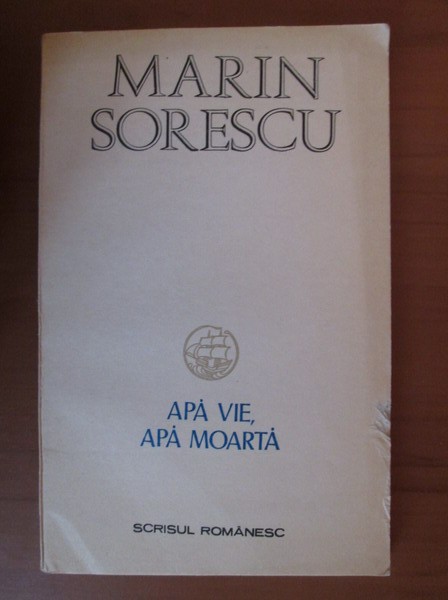 MARIN
SORESCU
APĂ VIE,
APĂ MOARTĂ
SCRISUL ROMÂNESC